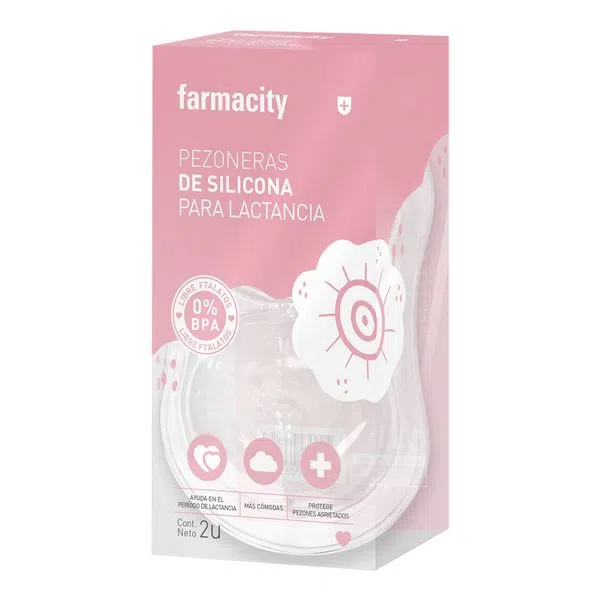 farmacity
PEZONERAS
DE SILICONA
PARA LACTANCIA
LIBRE FTALATOS
0%
BPA
LIBRE FTALATOS
AYUDA EN EL
PERÍODO DE LACTANCIA
MÁS CÓMODAS
PROTEGE
PEZONES AGRIETADOS
Cont.
Neto 2u